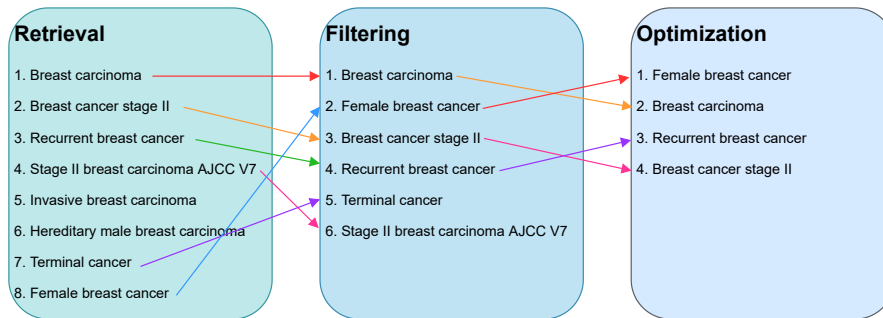 Retrieval
1. Breast carcinoma
2. Breast cancer stage II
3. Recurrent breast cancer
4. Stage II breast carcinoma AJCC V7
5. Invasive breast carcinoma
6. Hereditary male breast carcinoma
7. Terminal cancer
8. Female breast cancer
Filtering
1. Breast carcinoma
2. Female breast cancer
3. Breast cancer stage II
4. Recurrent breast cancer
5. Terminal cancer
6. Stage II breast carcinoma AJCC V7
Optimization
1. Female breast cancer
2. Breast carcinoma
3. Recurrent breast cancer
4. Breast cancer stage II